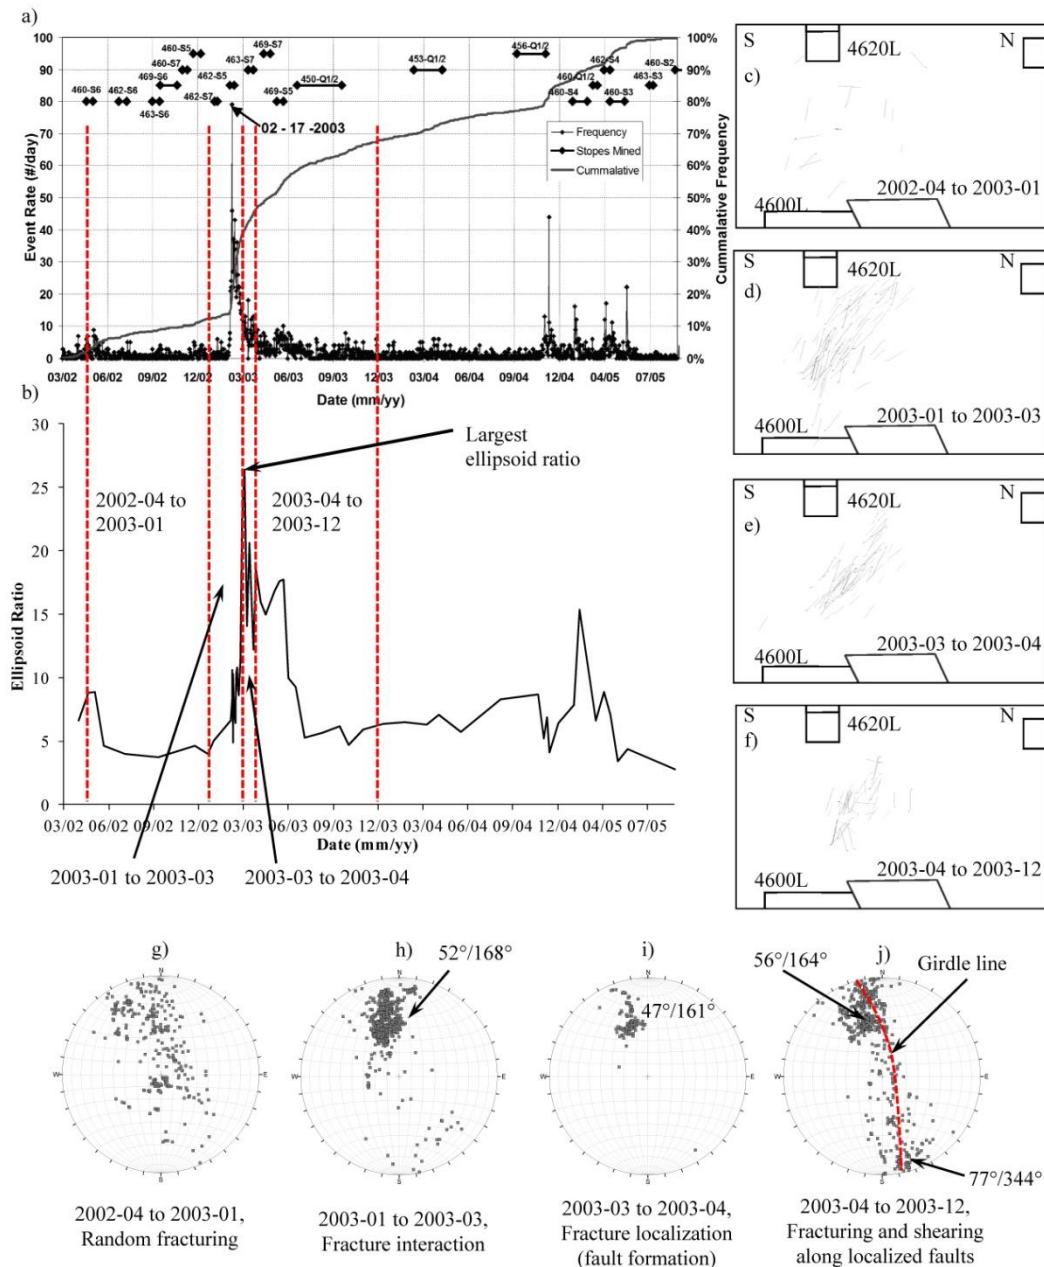 a)
100
90
80
70
60
50
40
30
20
10
0
Event Rate (#/day)
460-S5
460-S7
469-S6
460-S6
462-S6
463-S6
462-S7
462-S5
463-S7
469-S7
469-S5
450-Q1/2
453-Q1/2
456-Q1/2
462-S4
460-Q1/2
460-S4
460-S3
463-S3
460-S2
02 - 17 -2003
Frequency
Stopes Mined
Cummalative
100%
90%
80%
70%
60%
50%
40%
30%
20%
10%
0%
Cummalative Frequency
03/02 06/02 09/02 12/02 03/03 06/03 09/03 12/03 03/04 06/04 09/04 12/04 04/05 07/05
Date (mm/yy)
b)
30
25
20
15
10
5
0
Ellipsoid Ratio
Largest
ellipsoid ratio
2002-04 to
2003-01
2003-04 to
2003-12
03/02 06/02 09/02 12/02 03/03 06/03 09/03 12/03 03/04 06/04 09/04 12/04 04/05 07/05
Date (mm/yy)
2003-01 to 2003-03
2003-03 to 2003-04
S
N
4620L
c)
2002-04 to 2003-01
4600L
S
N
4620L
d)
2003-01 to 2003-03
4600L
S
N
4620L
e)
2003-03 to 2003-04
4600L
S
N
4620L
f)
2003-04 to 2003-12
4600L
g)
N
W
E
S
2002-04 to 2003-01,
Random fracturing
h)
52°/168°
N
W
E
S
2003-01 to 2003-03,
Fracture interaction
i)
N
47°/161°
W
E
S
2003-03 to 2003-04,
Fracture localization
(fault formation)
56°/164°
j)
Girdle line
N
W
E
S
77°/344°
2003-04 to 2003-12,
Fracturing and shearing
along localized faults